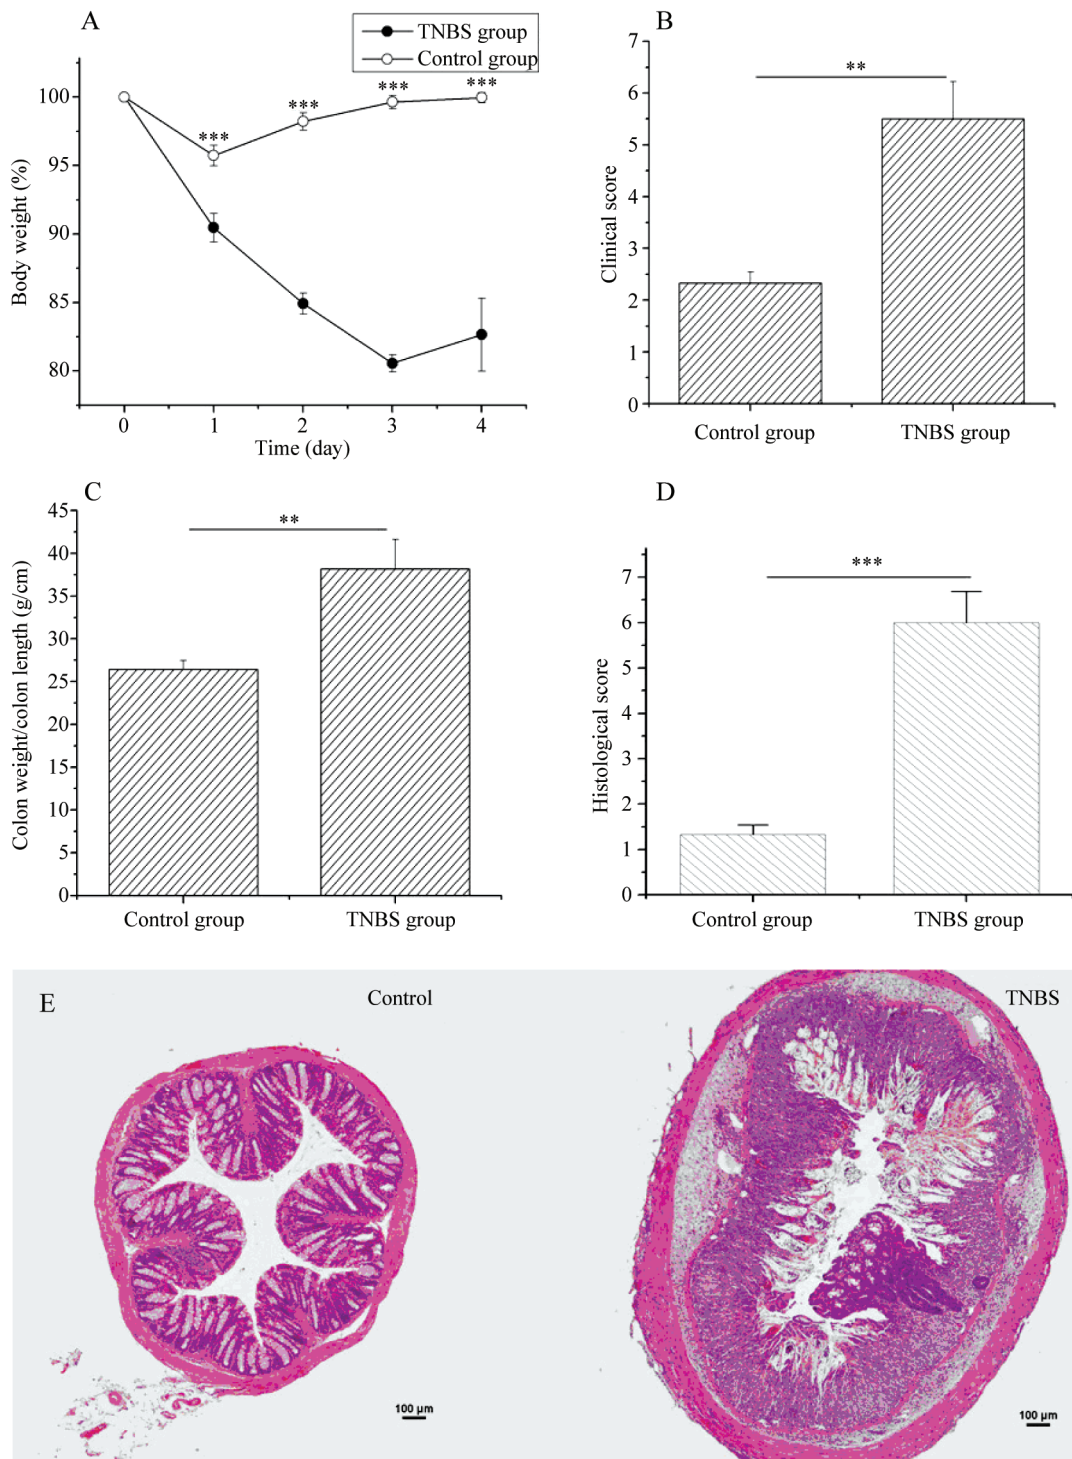 A
TNBS group
Control group
***
***
***
***
100
95
90
85
80
Body weight (%)
0 1 2 3 4
Time (day)
B
**
7
6
5
4
3
2
1
0
Clinical score
Control group TNBS group
C
**
45
40
35
30
25
20
15
10
5
0
Colon weight/colon length (g/cm)
Control group TNBS group
D
***
7
6
5
4
3
2
1
0
Histological score
Control group TNBS group
E
Control
TNBS
100 µm
100 µm